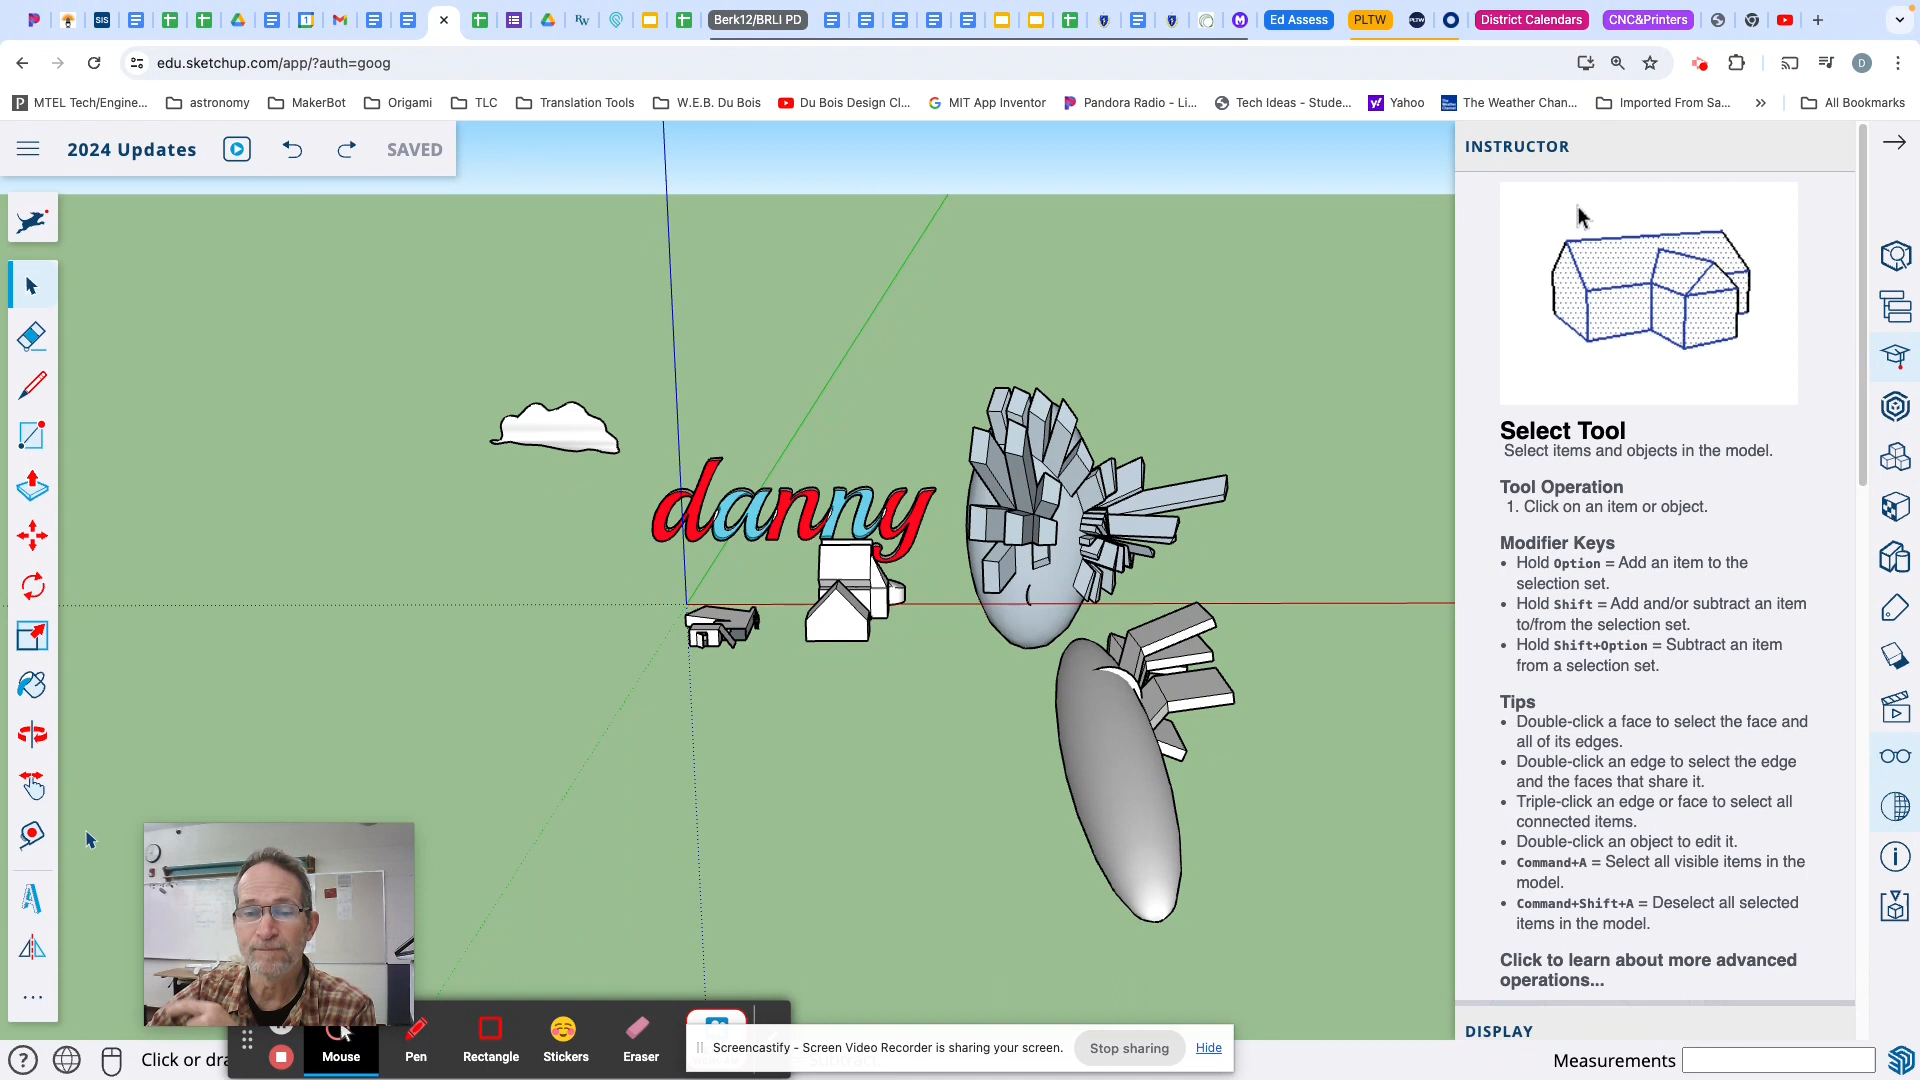 SIS
1
RW
Berk12/BRLI PD
Ed Assess
PLTW
PLTW
District Calendars
CNC&Printers
edu.sketchup.com/app/?auth=goog
D
MTEL Tech/Engine...
astronomy
MakerBot
Origami
TLC
Translation Tools
W.E.B. Du Bois
Du Bois Design Cl...
MIT App Inventor
Pandora Radio - Li...
Tech Ideas - Stude...
Yahoo
The Weather Chan...
Imported From Sa...
All Bookmarks
2024 Updates
SAVED
INSTRUCTOR
danny
Select Tool
Select items and objects in the model.
Tool Operation
1. Click on an item or object.
Modifier Keys
• Hold Option = Add an item to the
selection set.
• Hold Shift = Add and/or subtract an item
to/from the selection set.
• Hold Shift+Option = Subtract an item
from a selection set.
Tips
• Double-click a face to select the face and
all of its edges.
• Double-click an edge to select the edge
and the faces that share it.
• Triple-click an edge or face to select all
connected items.
• Double-click an object to edit it.
• Command+A = Select all visible items in the
model.
• Command+Shift+A = Deselect all selected
items in the model.
Click to learn about more advanced
operations...
DISPLAY
Click or dra
Mouse
Pen
Rectangle
Stickers
Eraser
Screencastify - Screen Video Recorder is sharing your screen.
Stop sharing
Hide
Measurements